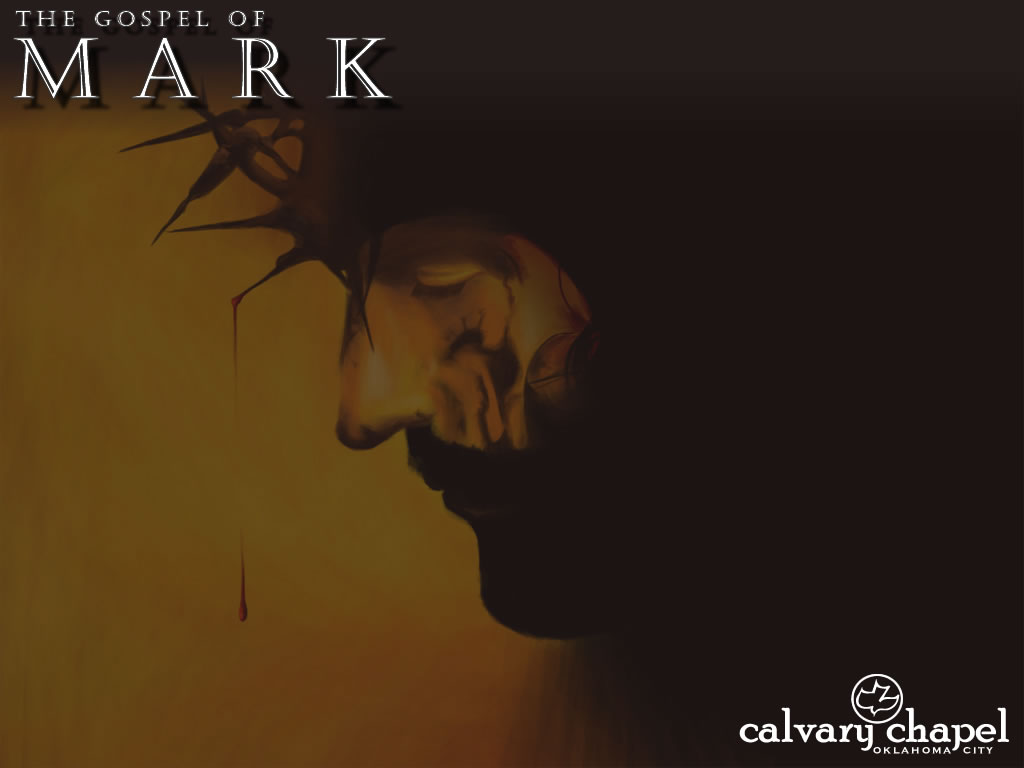 THE GOSPEL OF
MARK
calvary chapel
OKLAHOMA CITY